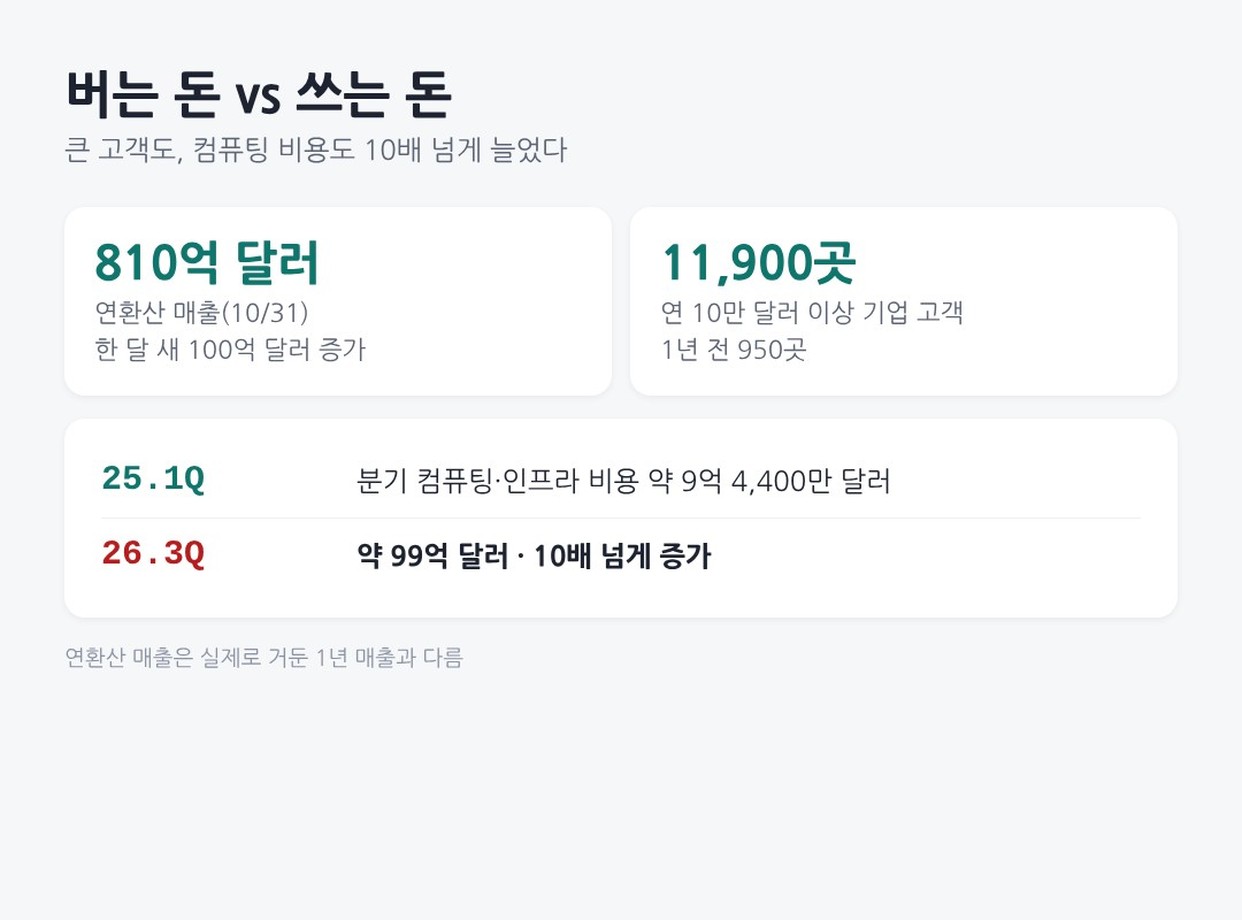 버는 돈 vs 쓰는 돈
큰 고객도, 컴퓨팅 비용도 10배 넘게 늘었다
810억 달러
연환산 매출(10/31)
한 달 새 100억 달러 증가
11,900곳
연 10만 달러 이상 기업 고객
1년 전 950곳
25.1Q 분기 컴퓨팅·인프라 비용 약 9억 4,400만 달러
26.3Q 약 99억 달러 · 10배 넘게 증가
연환산 매출은 실제로 거둔 1년 매출과 다름